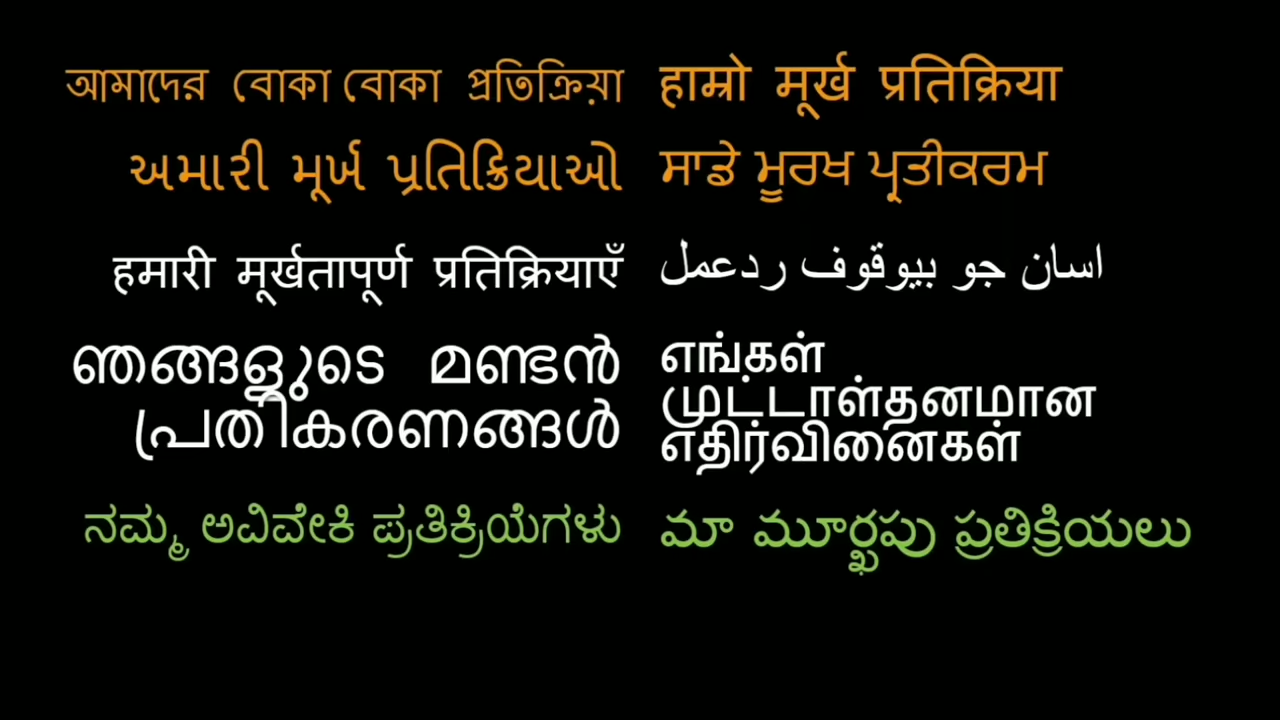 আমাদের বোকা বোকা প্রতিক্রিয়া
हाम्रो मूर्ख प्रतिक्रिया
અમારી મૂર્ખ પ્રતિક્રિયાઓ
ਸਾਡੇ ਮੂਰਖ ਪ੍ਰਤੀਕਰਮ
हमारी मूर्खतापूर्ण प्रतिक्रियाएँ
اسان جو بيوقوف ردعمل
ഞങ്ങളുടെ മണ്ടൻ
പ്രതികരണങ്ങൾ
எங்கள்
முட்டாள்தனமான
எதிர்வினைகள்
ನಮ್ಮ ಅವಿವೇಕಿ ಪ್ರತಿಕ್ರಿಯೆಗಳು
మా మూర్ఖపు ప్రతిక్రియలు